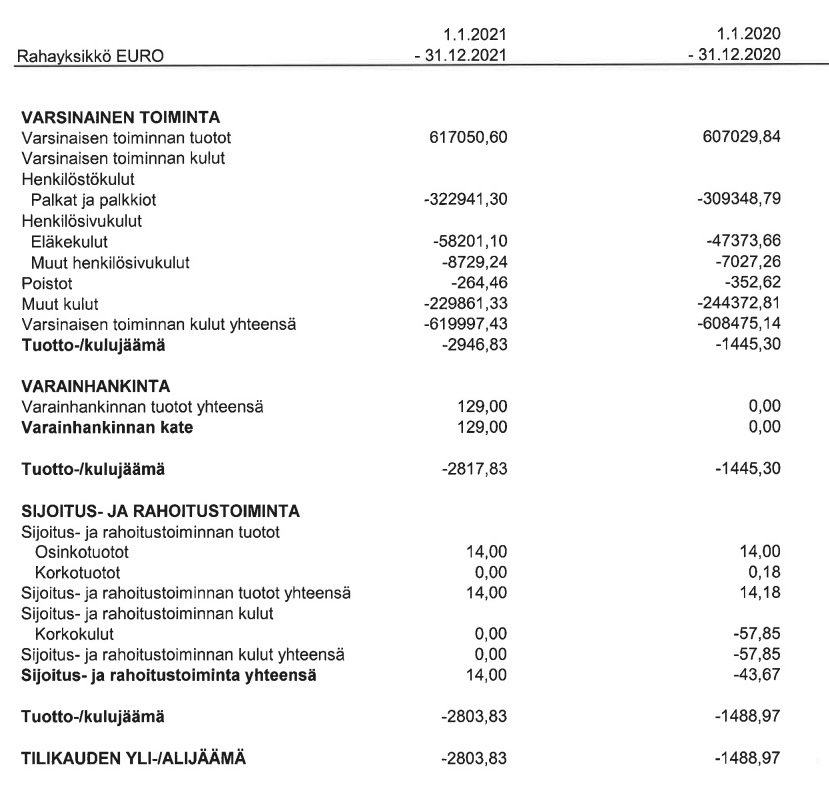 1.1.2021 1.1.2020
Rahayksikkö EURO - 31.12.2021 - 31.12.2020
VARSINAINEN TOIMINTA
Varsinaisen toiminnan tuotot 617050,60 607029,84
Varsinaisen toiminnan kulut
Henkilöstökulut
Palkat ja palkkiot -322941,30 -309348,79
Henkilösivukulut
Eläkekulut -58201,10 -47373,66
Muut henkilösivukulut -8729,24 -7027,26
Poistot -264,46 -352,62
Muut kulut -229861,33 -244372,81
Varsinaisen toiminnan kulut yhteensä -619997,43 -608475,14
Tuotto-/kulujäämä -2946,83 -1445,30
VARAINHANKINTA
Varainhankinnan tuotot yhteensä 129,00 0,00
Varainhankinnan kate 129,00 0,00
Tuotto-/kulujäämä -2817,83 -1445,30
SIJOITUS- JA RAHOITUSTOIMINTA
Sijoitus- ja rahoitustoiminnan tuotot
Osinkotuotot 14,00 14,00
Korkotuotot 0,00 0,18
Sijoitus- ja rahoitustoiminnan tuotot yhteensä 14,00 14,18
Sijoitus- ja rahoitustoiminnan kulut
Korkokulut 0,00 -57,85
Sijoitus- ja rahoitustoiminnan kulut yhteensä 0,00 -57,85
Sijoitus- ja rahoitustoiminta yhteensä 14,00 -43,67
Tuotto-/kulujäämä -2803,83 -1488,97
TILIKAUDEN YLI-/ALIJÄÄMÄ -2803,83 -1488,97